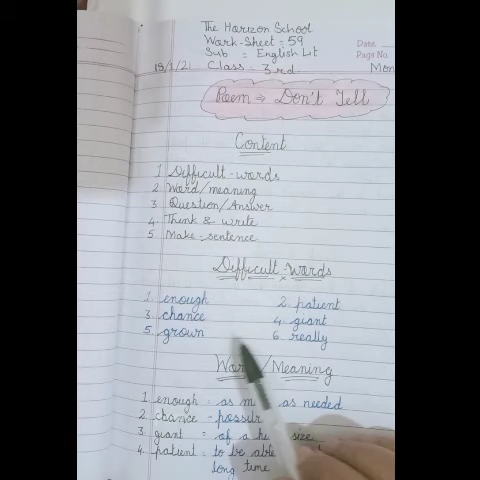 The Horizon School
Work-Sheet = 59
Sub = English Lit
Date
Page No
19/1/21 Class = 3rd Mon
Poem ⇒ Don't Tell
Content
1 Difficult-words
2 Word/meaning
3 Question/Answer
4. Think & write
5. Make-sentence
Difficult-Words
1. enough 2. patient
3 chance 4. giant
5. grown 6 really
/Meaning
1 enough = as as needed
2 chance -
3 giant = of a size
4. patient = to be able
long time